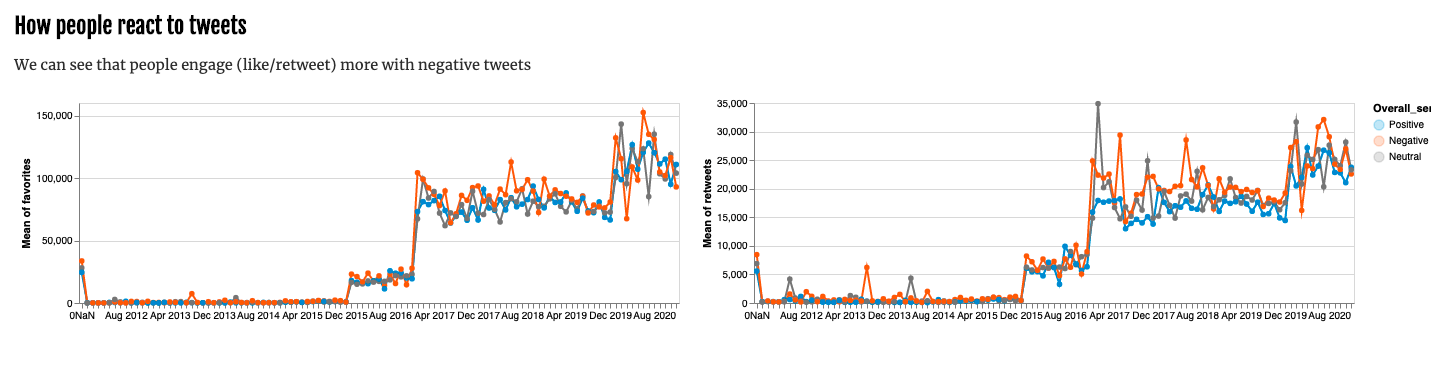 How people react to tweets
We can see that people engage (like/retweet) more with negative tweets
Mean of favorites
150,000
100,000
50,000
0
0NaN Aug 2012 Apr 2013 Dec 2013 Aug 2014 Apr 2015 Dec 2015 Aug 2016 Apr 2017 Dec 2017 Aug 2018 Apr 2019 Dec 2019 Aug 2020
Mean of retweets
35,000
30,000
25,000
20,000
15,000
10,000
5,000
0
0NaN Aug 2012 Apr 2013 Dec 2013 Aug 2014 Apr 2015 Dec 2015 Aug 2016 Apr 2017 Dec 2017 Aug 2018 Apr 2019 Dec 2019 Aug 2020
Overall_se
Positive
Negative
Neutral